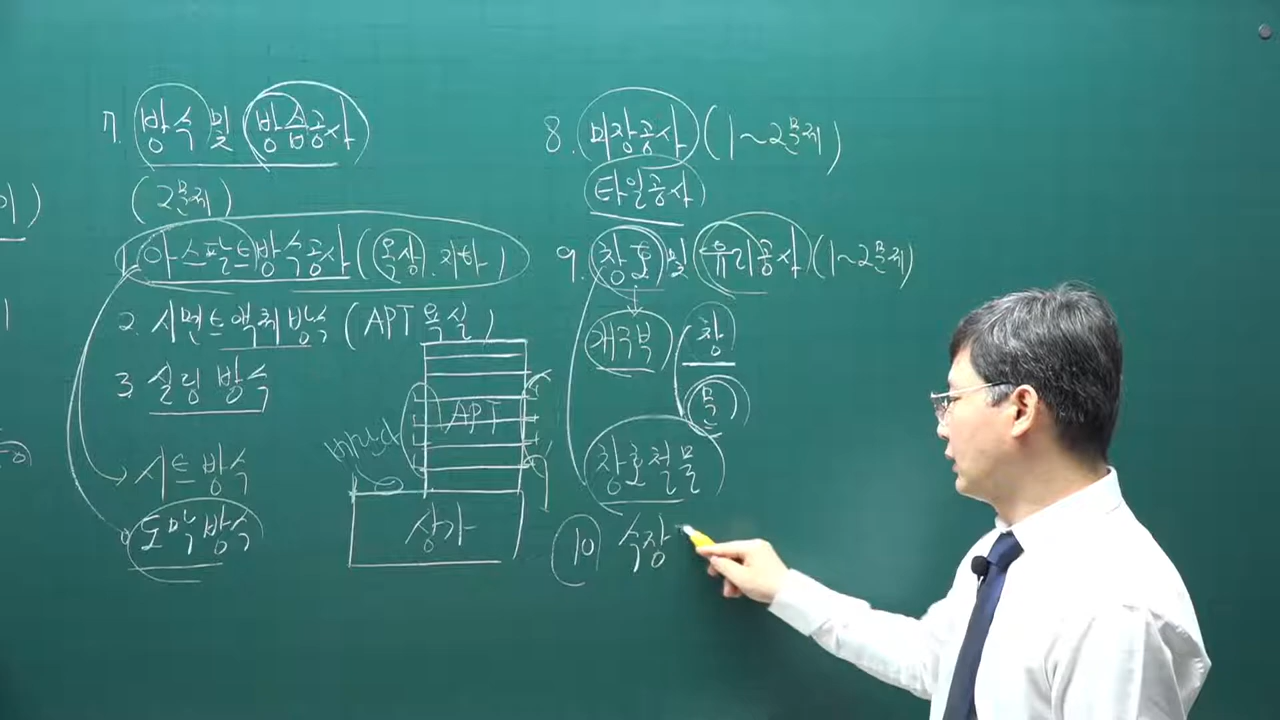 7. 방수 및 방습공사
(2문제)
1. 아스팔트방수공사 (옥상. 지하)
2. 시멘트액체방수 (APT 욕실)
3. 실링 방수
시트 방수
도막방수
APT
상가
8. 미장공사 (1~2문제)
타일공사
9. 창호 및 유리공사 (1~2문제)
개구부
창
문
창호철물
10 수장